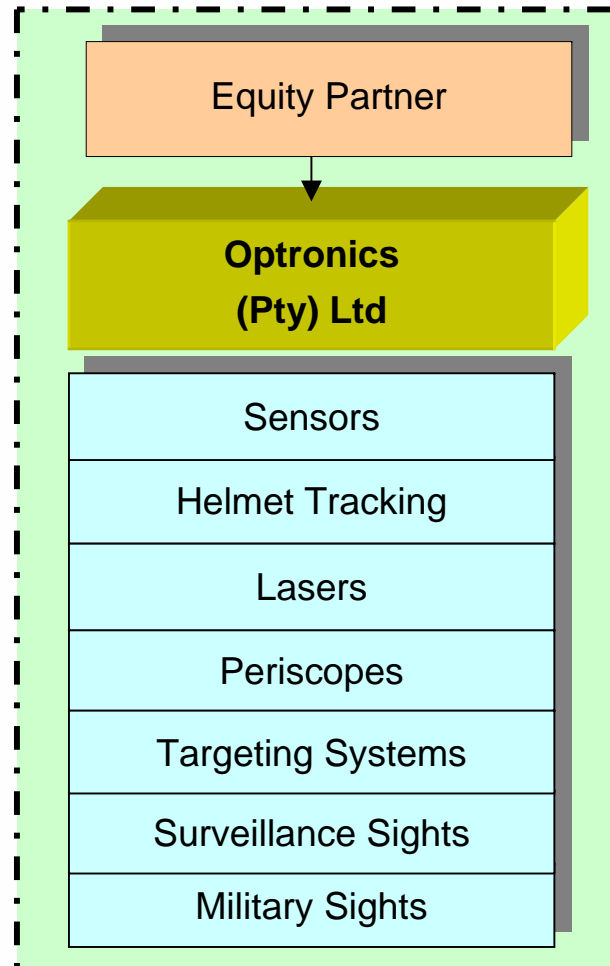 Equity Partner
Optronics
(Pty) Ltd
Sensors
Helmet Tracking
Lasers
Periscopes
Targeting Systems
Surveillance Sights
Military Sights